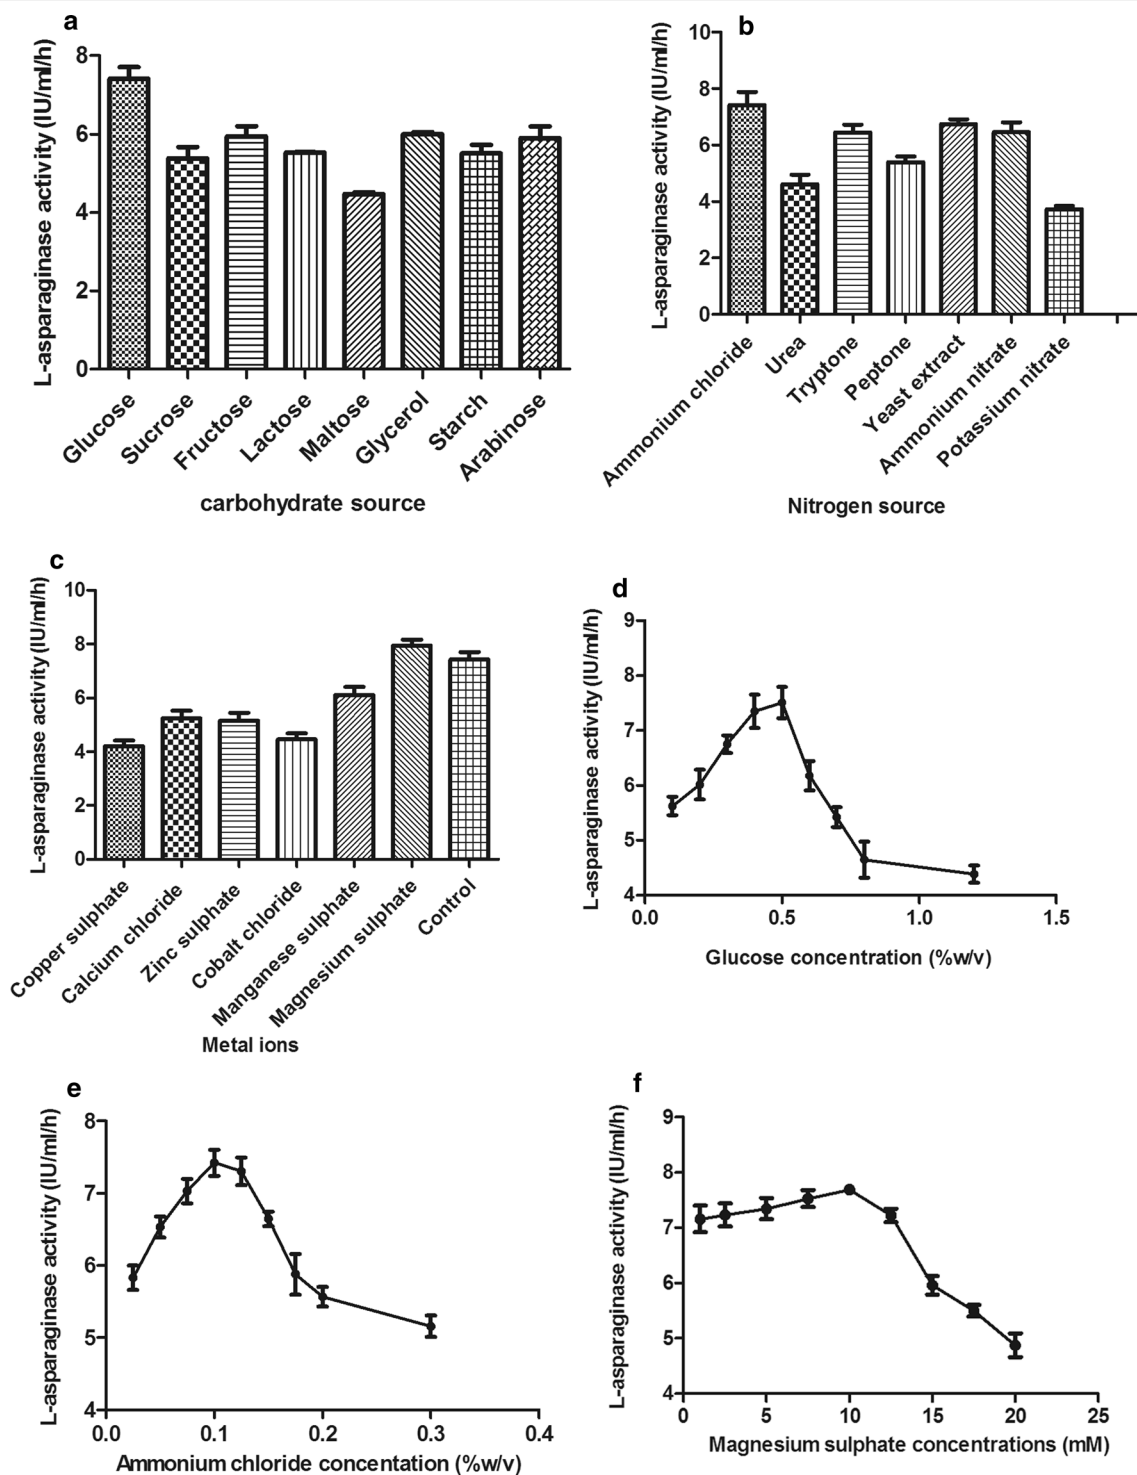 a
L-asparaginase activity (IU/ml/h)
8
6
4
2
0
Glucose
Sucrose
Fructose
Lactose
Maltose
Glycerol
Starch
Arabinose
carbohydrate source
b
L-asparaginase activity (IU/ml/h)
10
8
6
4
2
0
Ammonium chloride
Urea
Tryptone
Peptone
Yeast extract
Ammonium nitrate
Potassium nitrate
Nitrogen source
c
L-asparaginase activity (IU/ml/h)
10
8
6
4
2
0
Copper sulphate
Calcium chloride
Zinc sulphate
Cobalt chloride
Manganese sulphate
Magnesium sulphate
Control
Metal ions
d
L-asparaginase activity (IU/ml/h)
9
8
7
6
5
4
0.0 0.5 1.0 1.5
Glucose concentration (%w/v)
e
L-asparaginase activity (IU/ml/h)
8
7
6
5
4
0.0 0.1 0.2 0.3 0.4
Ammonium chloride concentation (%w/v)
f
L-asparaginase activity (IU/ml/h)
9
8
7
6
5
4
0 5 10 15 20 25
Magnesium sulphate concentrations (mM)